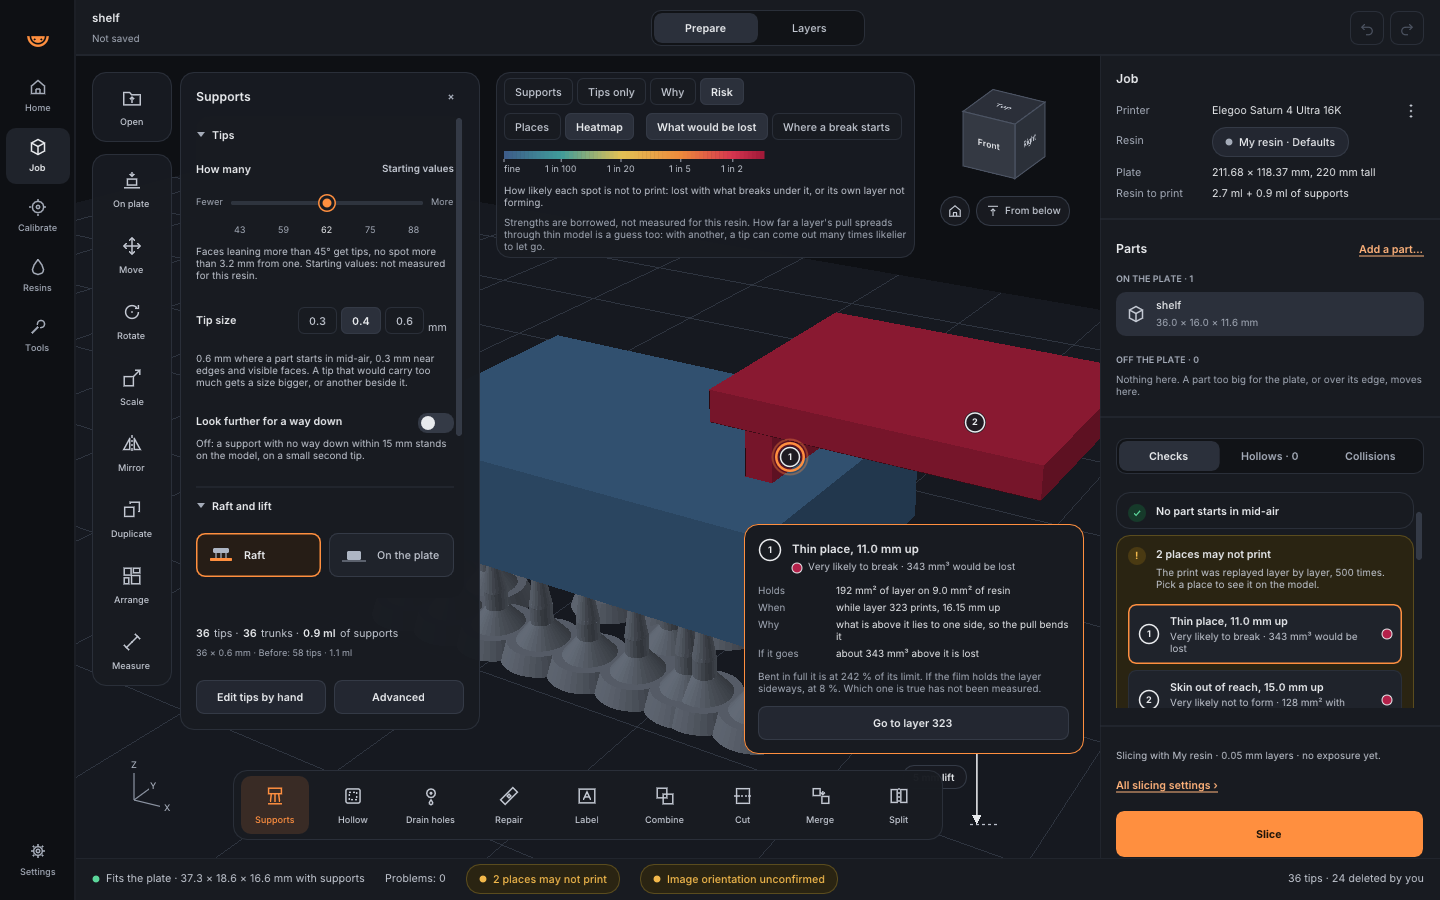 shelf
Not saved
Prepare
Layers
Home
Job
Calibrate
Resins
Tools
Settings
Open
On plate
Move
Rotate
Scale
Mirror
Duplicate
Arrange
Measure
Supports
×
Tips
How many
Starting values
Fewer
More
43
59
62
75
88
Faces leaning more than 45° get tips, no spot more
than 3.2 mm from one. Starting values: not measured
for this resin.
Tip size
0.3
0.4
0.6
mm
0.6 mm where a part starts in mid-air, 0.3 mm near
edges and visible faces. A tip that would carry too
much gets a size bigger, or another beside it.
Look further for a way down
Off: a support with no way down within 15 mm stands
on the model, on a small second tip.
Raft and lift
Raft
On the plate
36 tips · 36 trunks · 0.9 ml of supports
36 × 0.6 mm · Before: 58 tips · 1.1 ml
Edit tips by hand
Advanced
Supports
Tips only
Why
Risk
Places
Heatmap
What would be lost
Where a break starts
fine
1 in 100
1 in 20
1 in 5
1 in 2
How likely each spot is not to print: lost with what breaks under it, or its own layer not
forming.
Strengths are borrowed, not measured for this resin. How far a layer's pull spreads
through thin model is a guess too: with another, a tip can come out many times likelier
to let go.
Top
Front
Right
From below
2
1
1
Thin place, 11.0 mm up
Very likely to break · 343 mm³ would be lost
Holds
192 mm² of layer on 9.0 mm² of resin
When
while layer 323 prints, 16.15 mm up
Why
what is above it lies to one side, so the pull bends
it
If it goes
about 343 mm³ above it is lost
Bent in full it is at 242 % of its limit. If the film holds the layer
sideways, at 8 %. Which one is true has not been measured.
Go to layer 323
lift
Z
Y
X
Supports
Hollow
Drain holes
Repair
Label
Combine
Cut
Merge
Split
Job
Printer
Elegoo Saturn 4 Ultra 16K
Resin
My resin · Defaults
Plate
211.68 × 118.37 mm, 220 mm tall
Resin to print
2.7 ml + 0.9 ml of supports
Parts
Add a part...
ON THE PLATE · 1
shelf
36.0 × 16.0 × 11.6 mm
OFF THE PLATE · 0
Nothing here. A part too big for the plate, or over its edge, moves
here.
Checks
Hollows · 0
Collisions
No part starts in mid-air
2 places may not print
The print was replayed layer by layer, 500 times.
Pick a place to see it on the model.
1
Thin place, 11.0 mm up
Very likely to break · 343 mm³ would be
lost
2
Skin out of reach, 15.0 mm up
Very likely not to form · 128 mm² with
Slicing with My resin · 0.05 mm layers · no exposure yet.
All slicing settings ›
Slice
Fits the plate · 37.3 × 18.6 × 16.6 mm with supports
Problems: 0
2 places may not print
Image orientation unconfirmed
36 tips · 24 deleted by you